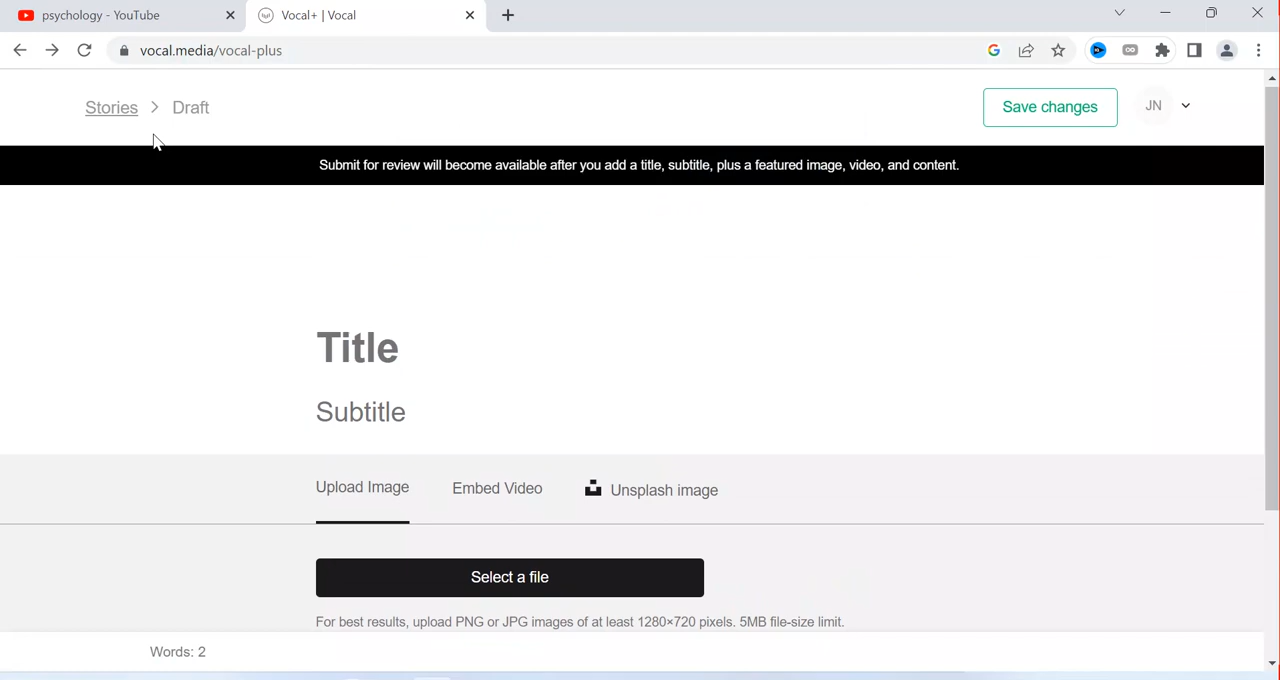 psychology - YouTube
Vocal+ | Vocal
vocal.media/vocal-plus
Stories > Draft
Save changes
JN
Submit for review will become available after you add a title, subtitle, plus a featured image, video, and content.
Title
Subtitle
Upload Image
Embed Video
Unsplash image
Select a file
For best results, upload PNG or JPG images of at least 1280×720 pixels. 5MB file-size limit.
Words: 2